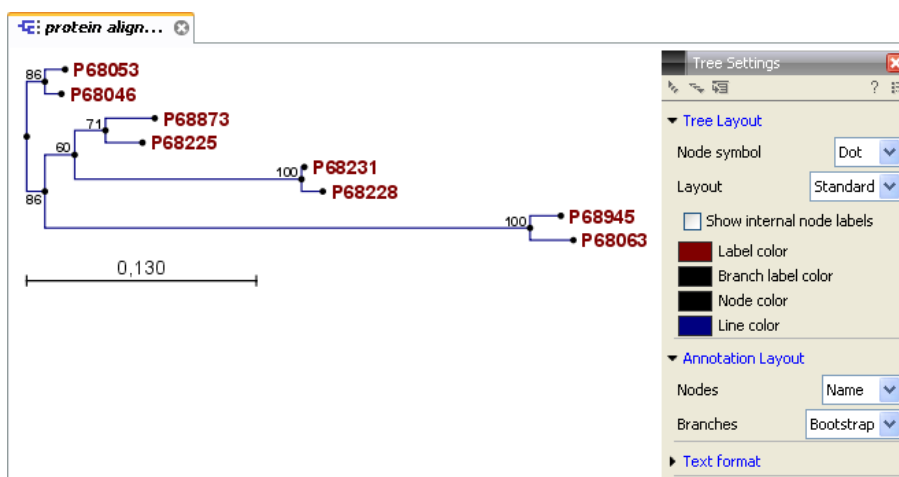 protein align...
86
P68053
P68046
71
P68873
P68225
60
100
P68231
P68228
86
100
P68945
P68063
0,130
Tree Settings
?
Tree Layout
Node symbol Dot
Layout Standard
Show internal node labels
Label color
Branch label color
Node color
Line color
Annotation Layout
Nodes Name
Branches Bootstrap
Text format